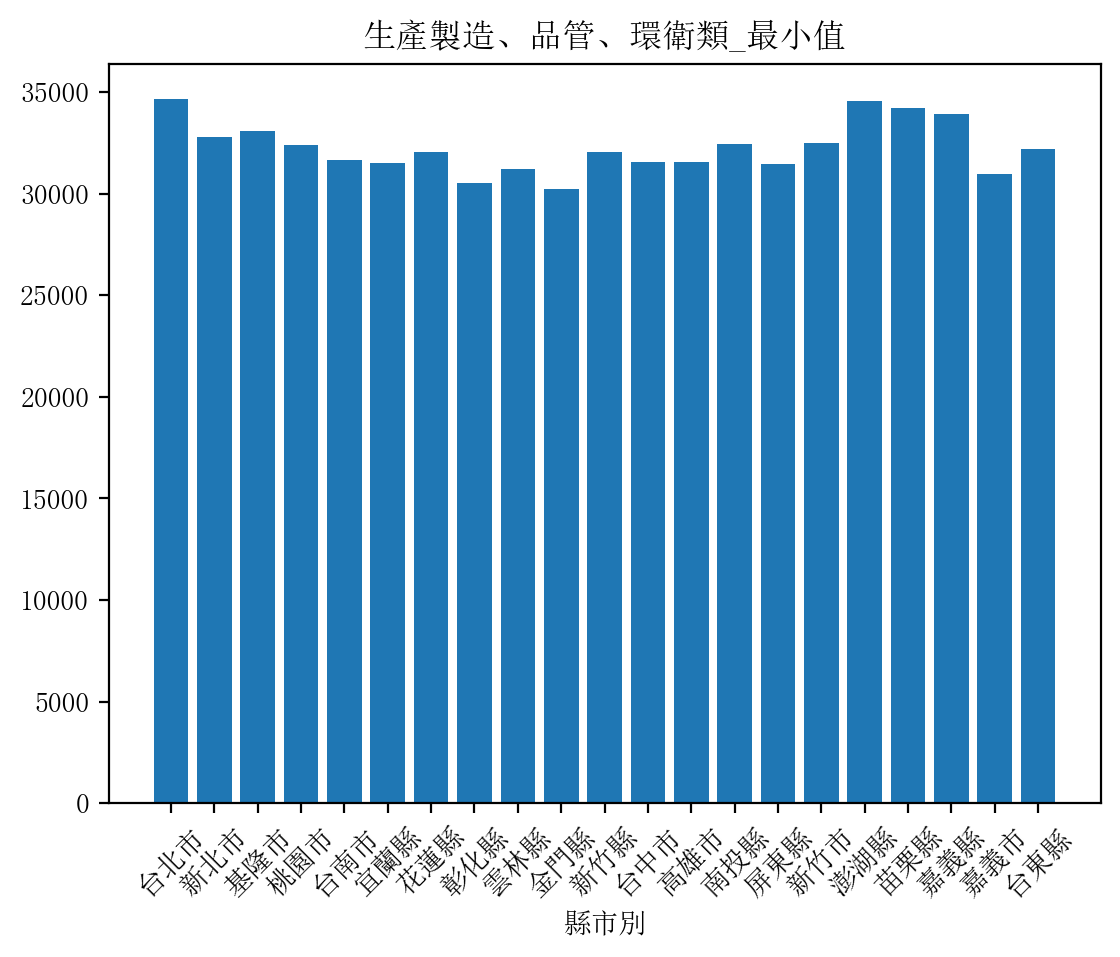 生產製造、品管、環衛類_最小值
35000
30000
25000
20000
15000
10000
5000
0
台北市
新北市
基隆市
桃園市
台南市
宜蘭縣
花蓮縣
彰化縣
雲林縣
金門縣
新竹縣
台中市
高雄市
南投縣
屏東縣
新竹市
澎湖縣
苗栗縣
嘉義縣
嘉義市
台東縣
縣市別